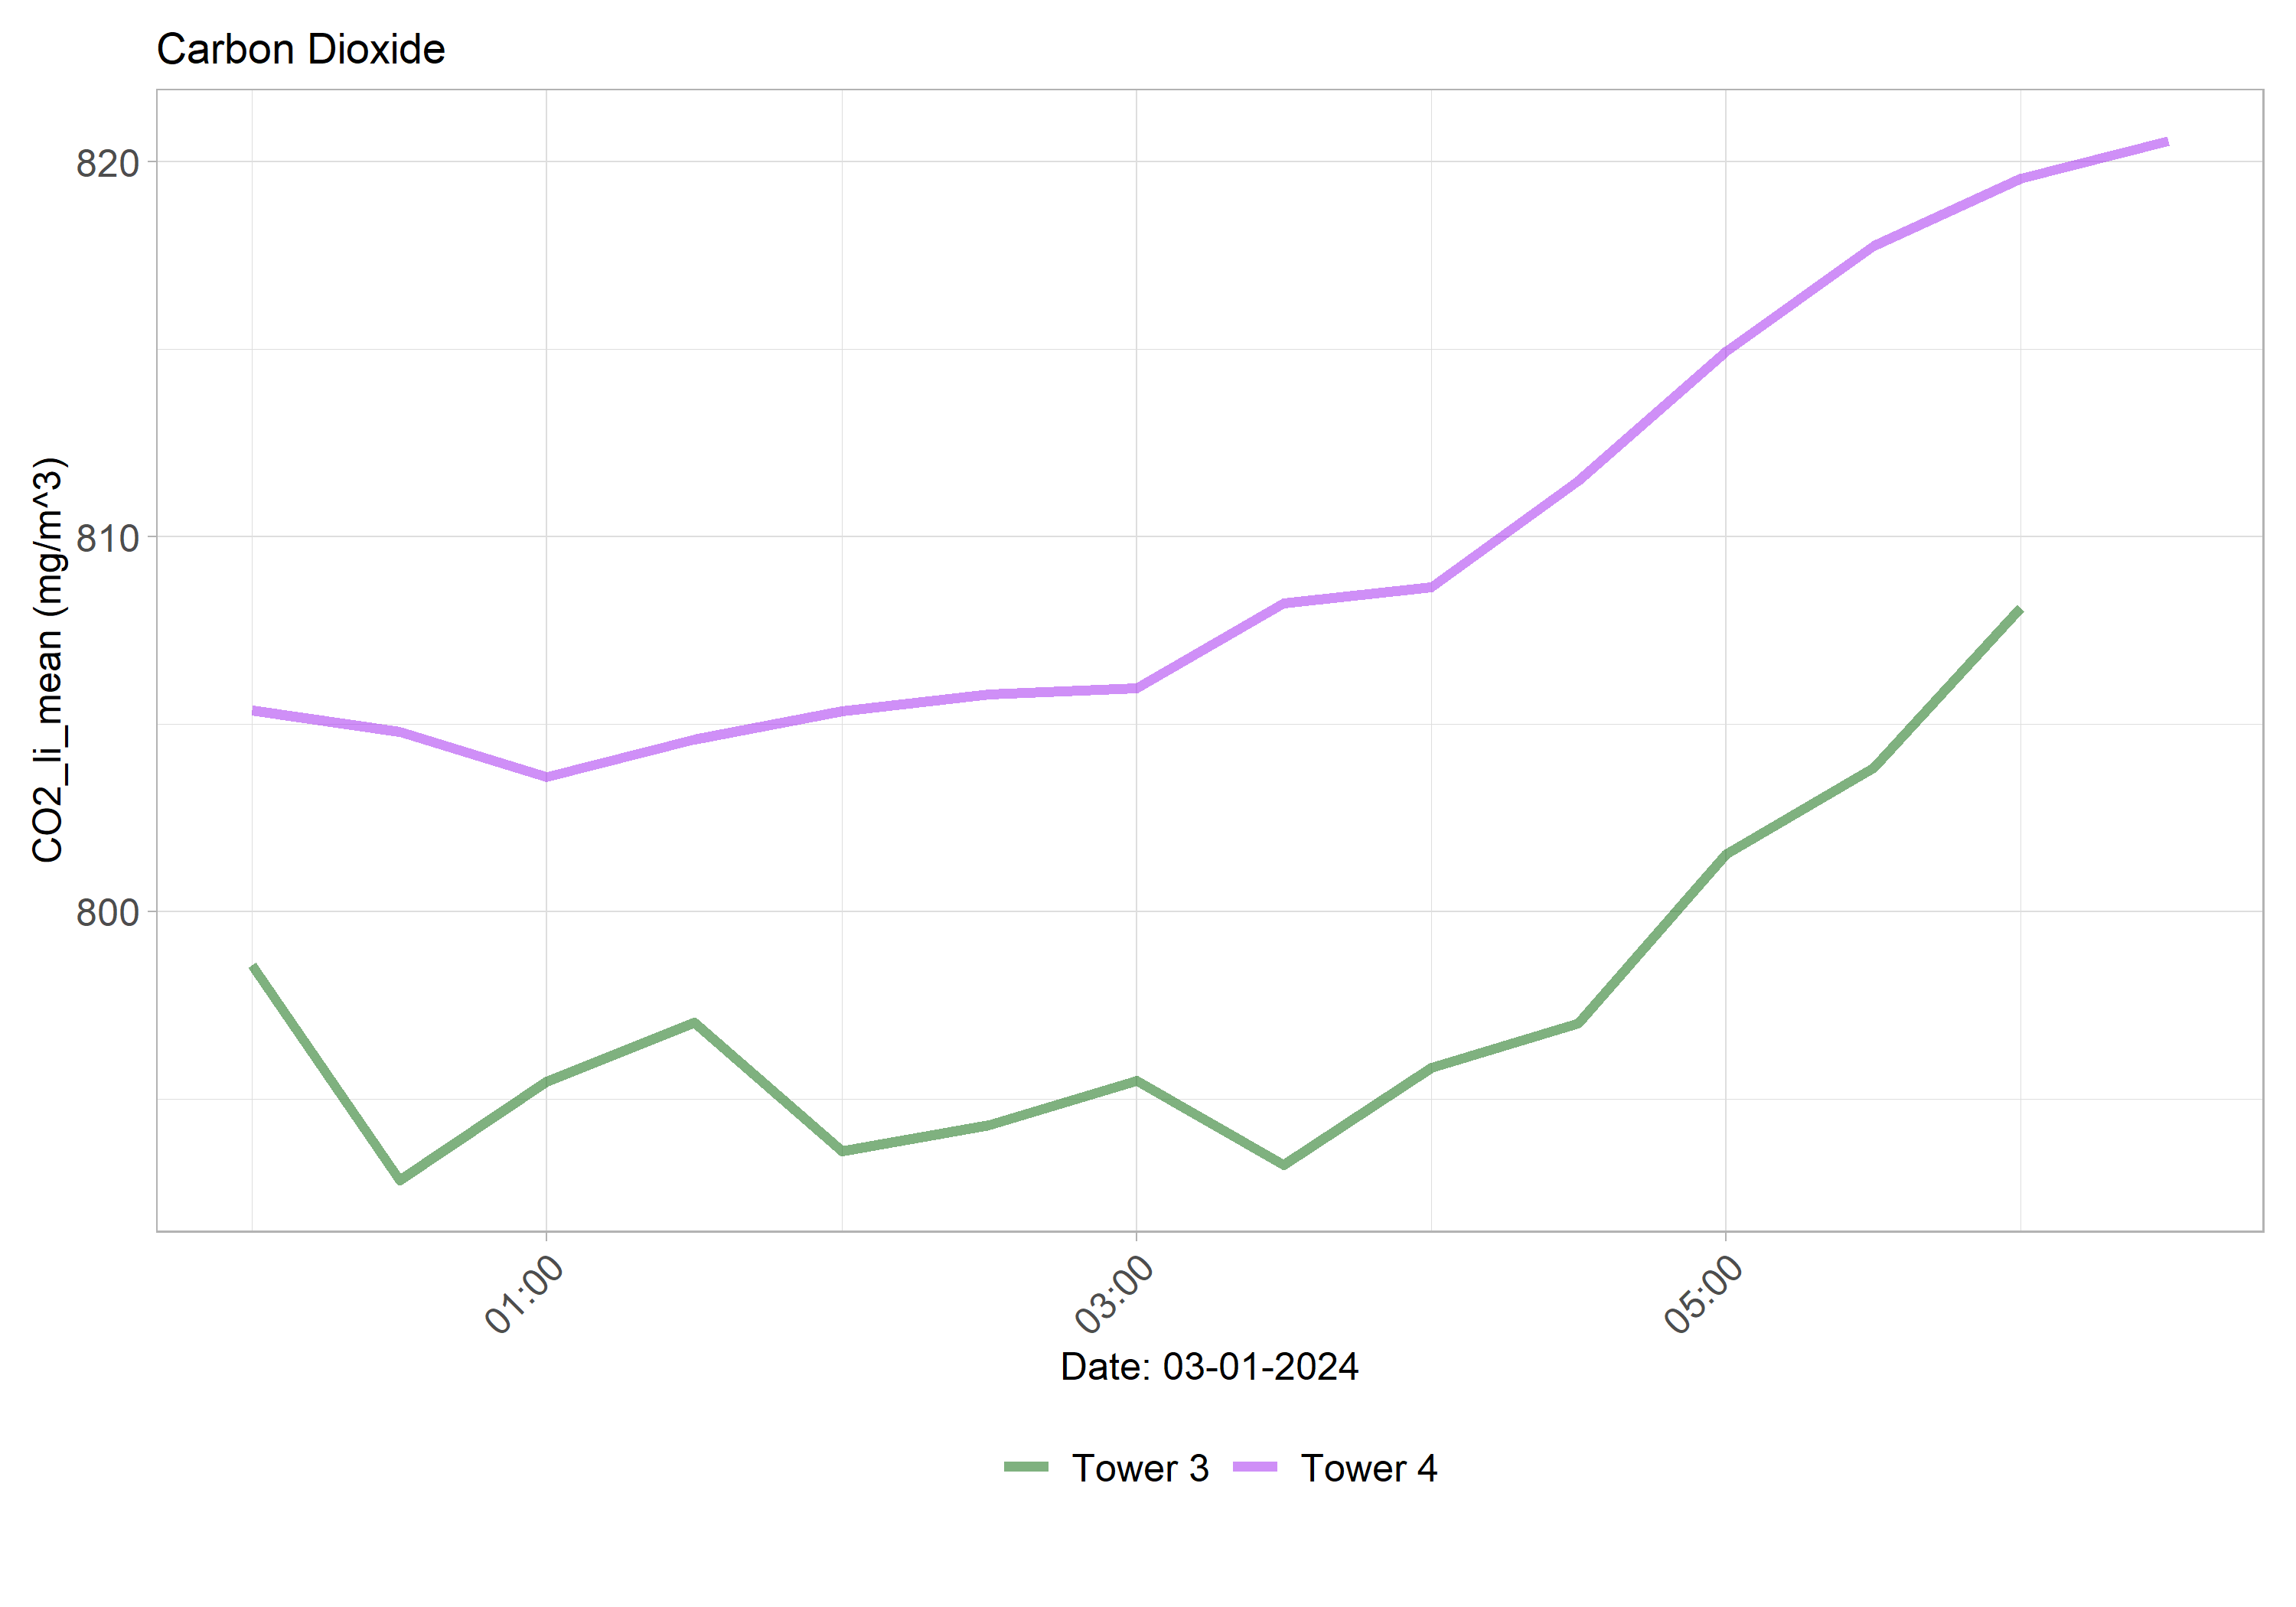 Carbon Dioxide
CO2_li_mean (mg/m^3)
820
810
800
01:00
03:00
05:00
Date: 03-01-2024
Tower 3
Tower 4